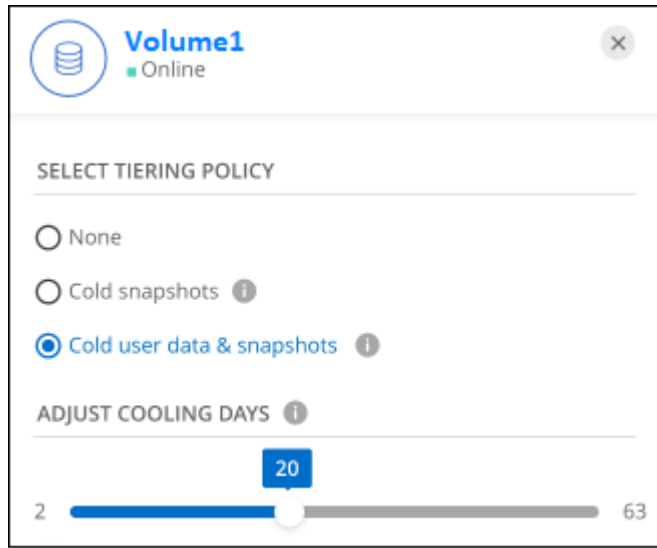 Volume1
Online
SELECT TIERING POLICY
None
Cold snapshots
Cold user data & snapshots
ADJUST COOLING DAYS
20
2 63